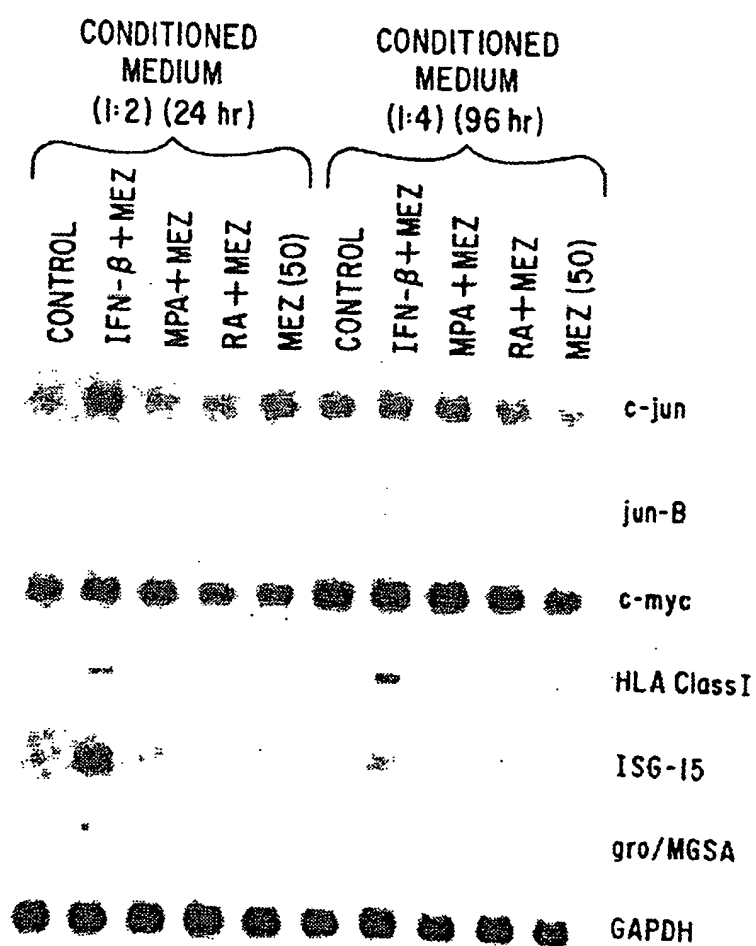 CONDITIONED
MEDIUM
(1:2) (24 hr)
CONDITIONED
MEDIUM
(1:4) (96 hr)
CONTROL
IFN-β+MEZ
MPA+MEZ
RA+MEZ
MEZ (50)
CONTROL
IFN-β+MEZ
MPA+MEZ
RA+MEZ
MEZ (50)
c-jun
jun-B
c-myc
HLA Class I
ISG-15
gro/MGSA
GAPDH